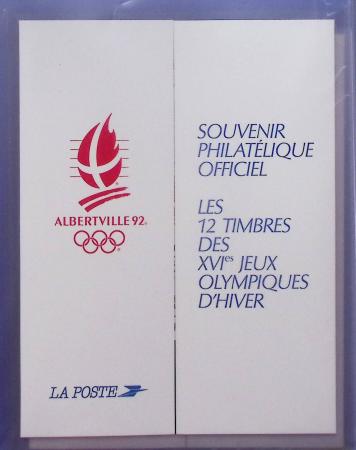 ALBERTVILLE 92
LA POSTE
SOUVENIR
PHILATÉLIQUE
OFFICIEL
LES
12 TIMBRES
DES
XVIes JEUX
OLYMPIQUES
D'HIVER